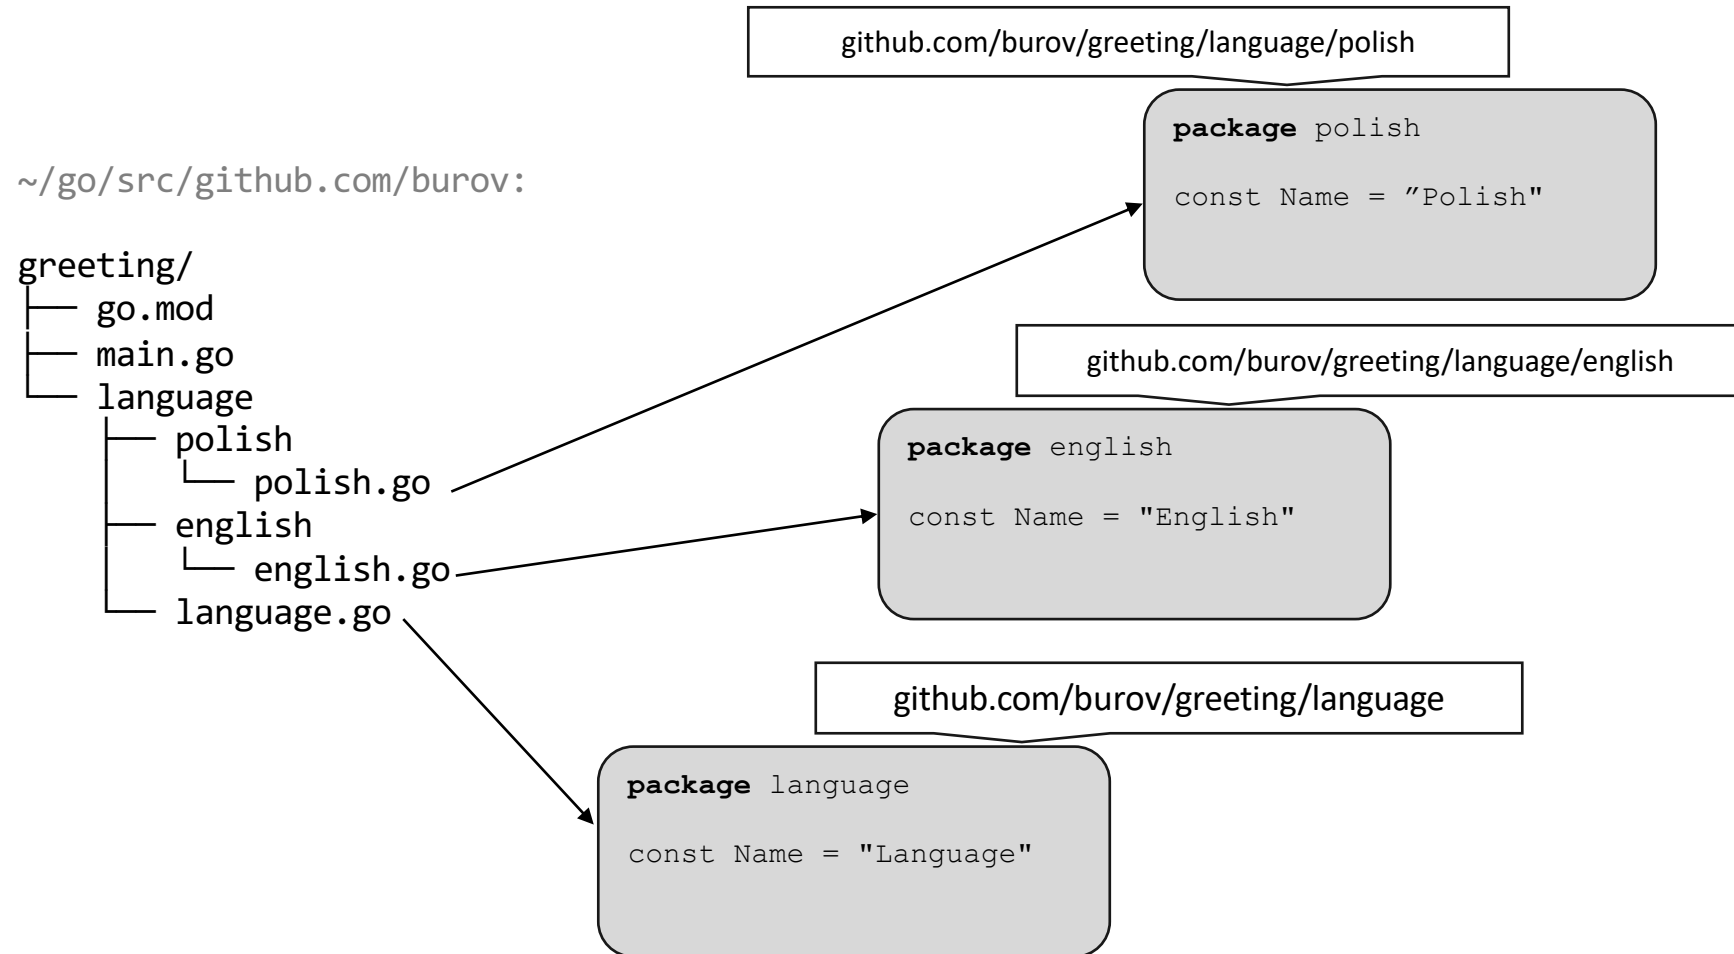 github.com/burov/greeting/language/polish
package polish
const Name = ”Polish"
~/go/src/github.com/burov:
greeting/
├── go.mod
├── main.go
└── language
├── polish
│ └── polish.go
├── english
│ └── english.go
└── language.go
github.com/burov/greeting/language/english
package english
const Name = "English"
github.com/burov/greeting/language
package language
const Name = "Language"